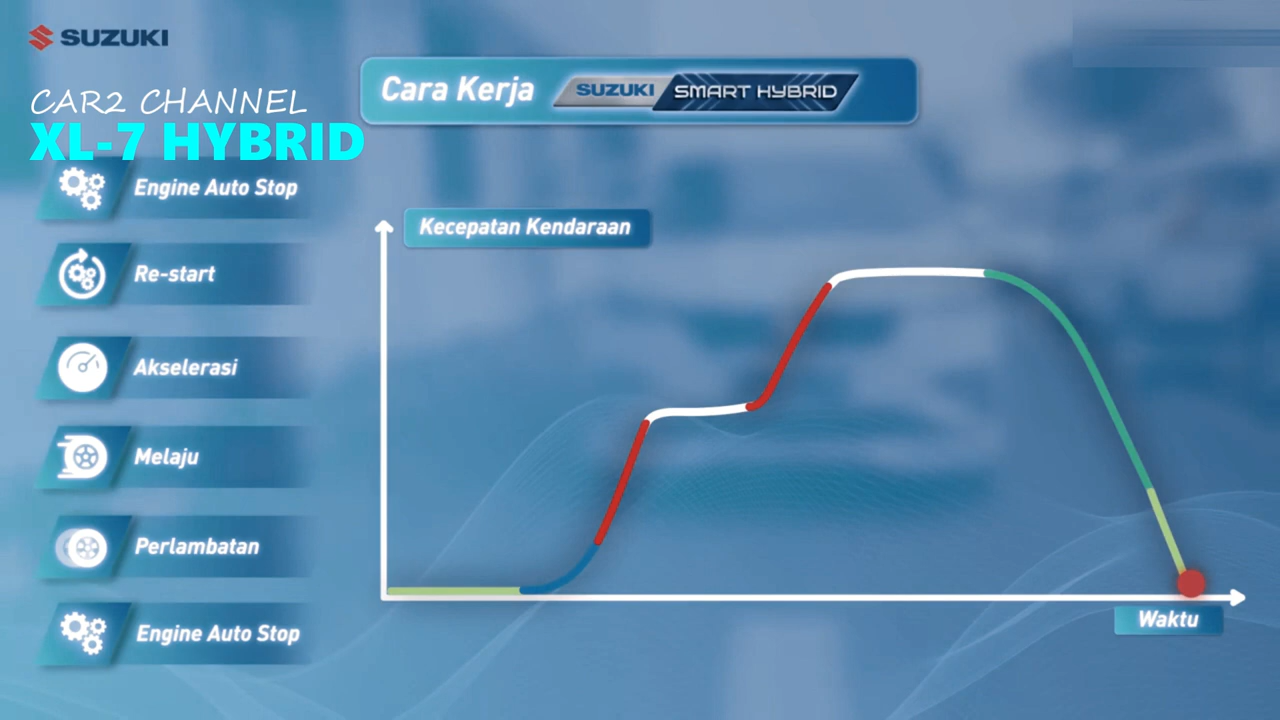 SUZUKI
Cara Kerja SUZUKI SMART HYBRID
CAR2 CHANNEL
XL-7 HYBRID
Engine Auto Stop
Re-start
Akselerasi
Melaju
Perlambatan
Engine Auto Stop
Kecepatan Kendaraan
Waktu